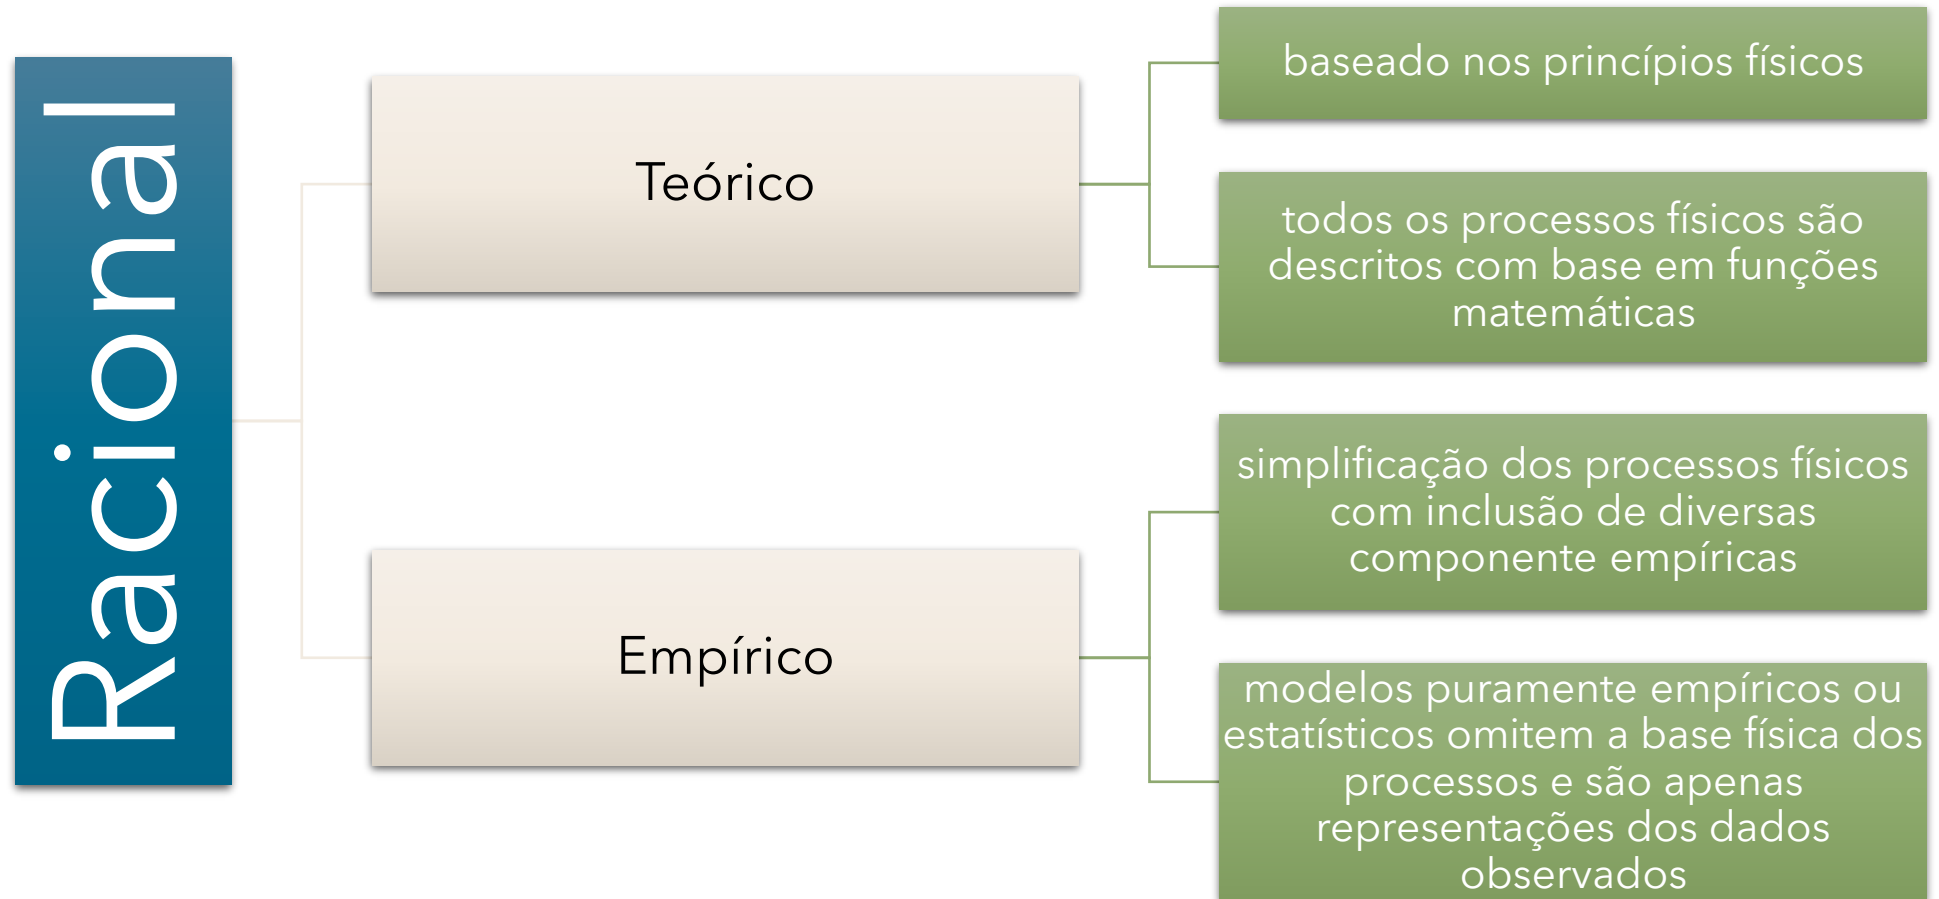 Racional
Teórico
baseado nos princípios físicos
todos os processos físicos são
descritos com base em funções
matemáticas
Empírico
simplificação dos processos físicos
com inclusão de diversas
componente empíricas
modelos puramente empíricos ou
estatísticos omitem a base física dos
processos e são apenas
representações dos dados
observados